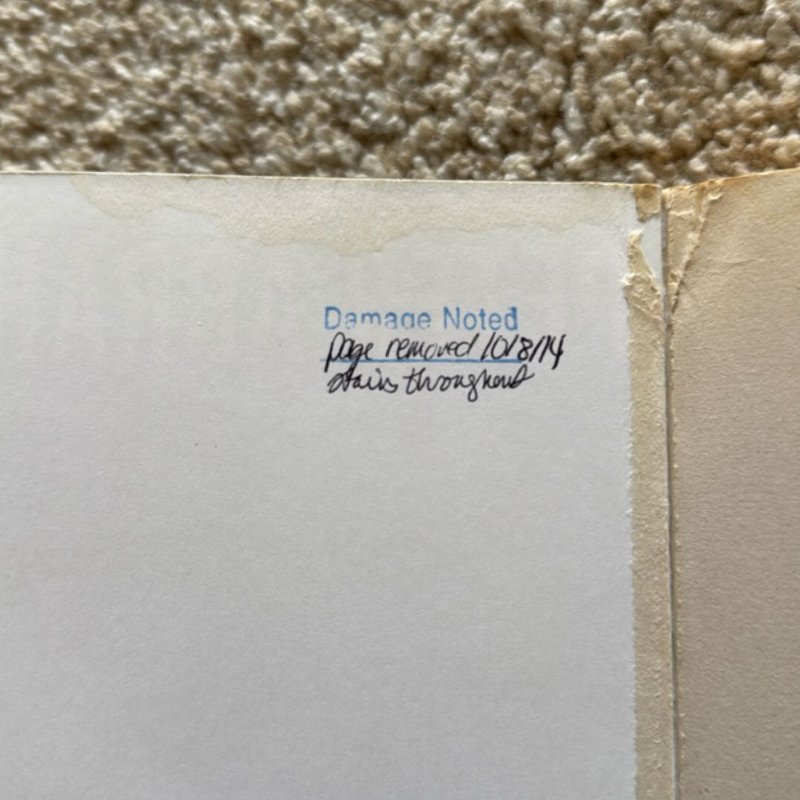 Damage Noted
page removed 10/8/14
stains throughout